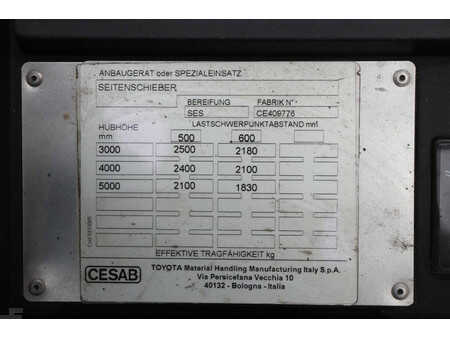 ANBAUGERÄT oder SPEZIALEINSATZ
SEITENSCHIEBER
BEREIFUNG FABRIK N°
SES CE409776
HUBHÖHE mm LASTSCHWERPUNKTABSTAND mm
500 600
3000 2500 2180
4000 2400 2100
5000 2100 1830
EFFEKTIVE TRAGFÄHIGKEIT kg
CESAB
TOYOTA Material Handling Manufacturing Italy S.p.A.
Via Persicetana Vecchia 10
40132 - Bologna - Italia